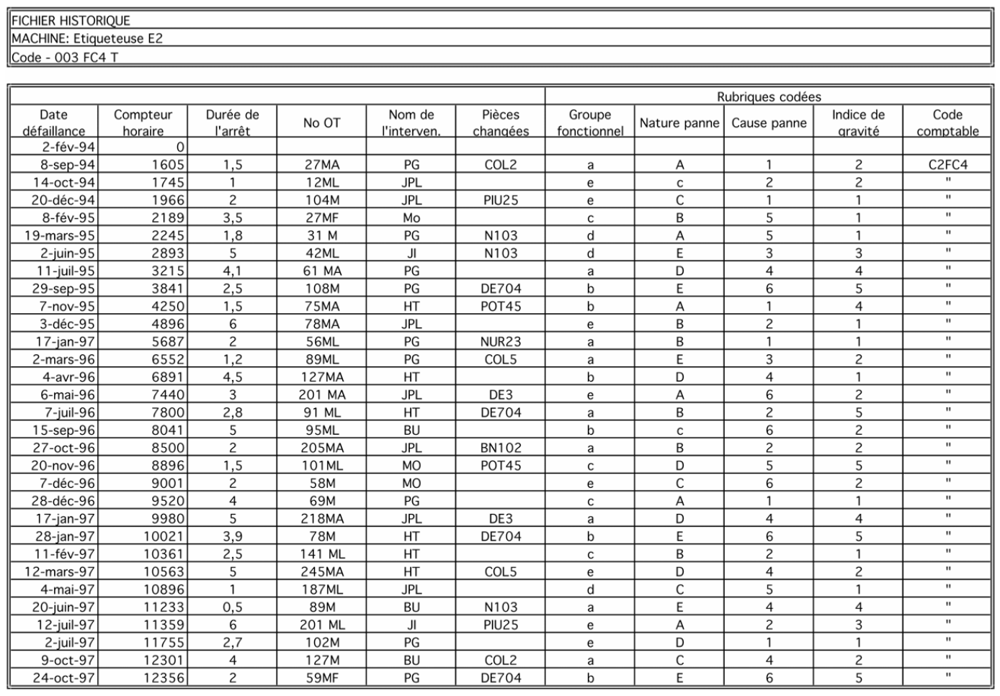 FICHIER HISTORIQUE
MACHINE: Etiqueteuse E2
Code - 003 FC4 T
Rubriques codées
Date défaillance Compteur horaire Durée de l'arrêt No OT Nom de l'interven. Pièces changées Groupe fonctionnel Nature panne Cause panne Indice de gravité Code comptable
2-fév-94 0
8-sep-94 1605 1,5 27MA PG COL2 a A 1 2 C2FC4
14-oct-94 1745 1 12ML JPL e c 2 2 "
20-déc-94 1966 2 104M JPL PIU25 e C 1 1 "
8-fév-95 2189 3,5 27MF Mo c B 5 1 "
19-mars-95 2245 1,8 31 M PG N103 d A 5 1 "
2-juin-95 2893 5 42ML JI N103 d E 3 3 "
11-juil-95 3215 4,1 61 MA PG a D 4 4 "
29-sep-95 3841 2,5 108M PG DE704 b E 6 5 "
7-nov-95 4250 1,5 75MA HT POT45 b A 1 4 "
3-déc-95 4896 6 78MA JPL e B 2 1 "
17-jan-97 5687 2 56ML PG NUR23 a B 1 1 "
2-mars-96 6552 1,2 89ML PG COL5 a E 3 2 "
4-avr-96 6891 4,5 127MA HT b D 4 1 "
6-mai-96 7440 3 201 MA JPL DE3 e A 6 2 "
7-juil-96 7800 2,8 91 ML HT DE704 a B 2 5 "
15-sep-96 8041 5 95ML BU b c 6 2 "
27-oct-96 8500 2 205MA JPL BN102 a B 2 2 "
20-nov-96 8896 1,5 101ML MO POT45 c D 5 5 "
7-déc-96 9001 2 58M MO e C 6 2 "
28-déc-96 9520 4 69M PG c A 1 1 "
17-jan-97 9980 5 218MA JPL DE3 a D 4 4 "
28-jan-97 10021 3,9 78M HT DE704 b E 6 5 "
11-fév-97 10361 2,5 141 ML HT c B 2 1 "
12-mars-97 10563 5 245MA HT COL5 e D 4 2 "
4-mai-97 10896 1 187ML JPL d C 5 1 "
20-juin-97 11233 0,5 89M BU N103 a E 4 4 "
12-juil-97 11359 6 201 ML JI PIU25 e A 2 3 "
2-juil-97 11755 2,7 102M PG e D 1 1 "
9-oct-97 12301 4 127M BU COL2 a C 4 2 "
24-oct-97 12356 2 59MF PG DE704 b E 6 5 "